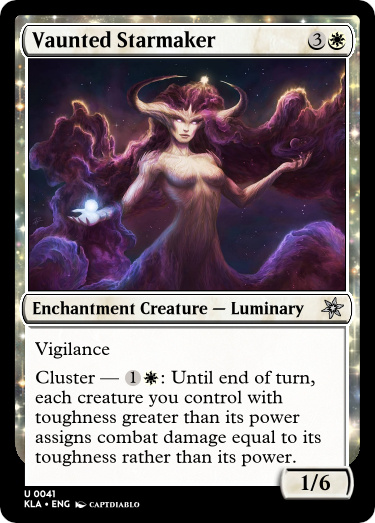 Vaunted Starmaker 3
Enchantment Creature — Luminary
Vigilance
Cluster — 1: Until end of turn,
each creature you control with
toughness greater than its power
assigns combat damage equal to its
toughness rather than its power.
1/6
U 0041
KLA • ENG CAPTDIABLO